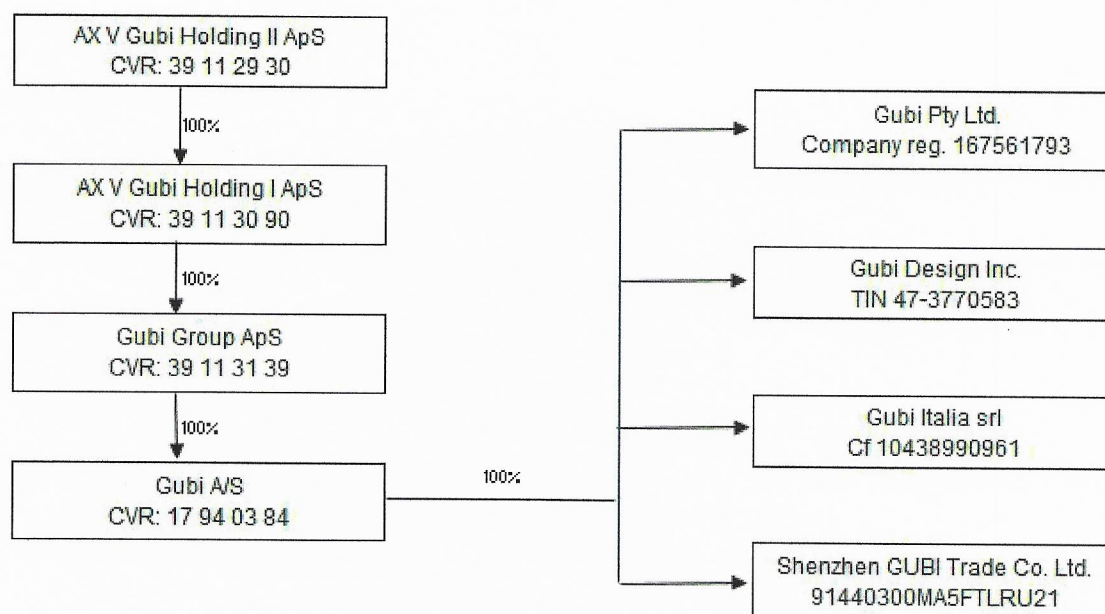 AX V Gubi Holding II ApS
CVR: 39 11 29 30
100%
AX V Gubi Holding I ApS
CVR: 39 11 30 90
100%
Gubi Group ApS
CVR: 39 11 31 39
100%
Gubi A/S
CVR: 17 94 03 84
100%
Gubi Pty Ltd.
Company reg. 167561793
Gubi Design Inc.
TIN 47-3770583
Gubi Italia srl
Cf 10438990961
Shenzhen GUBI Trade Co. Ltd.
91440300MA5FTLRU21